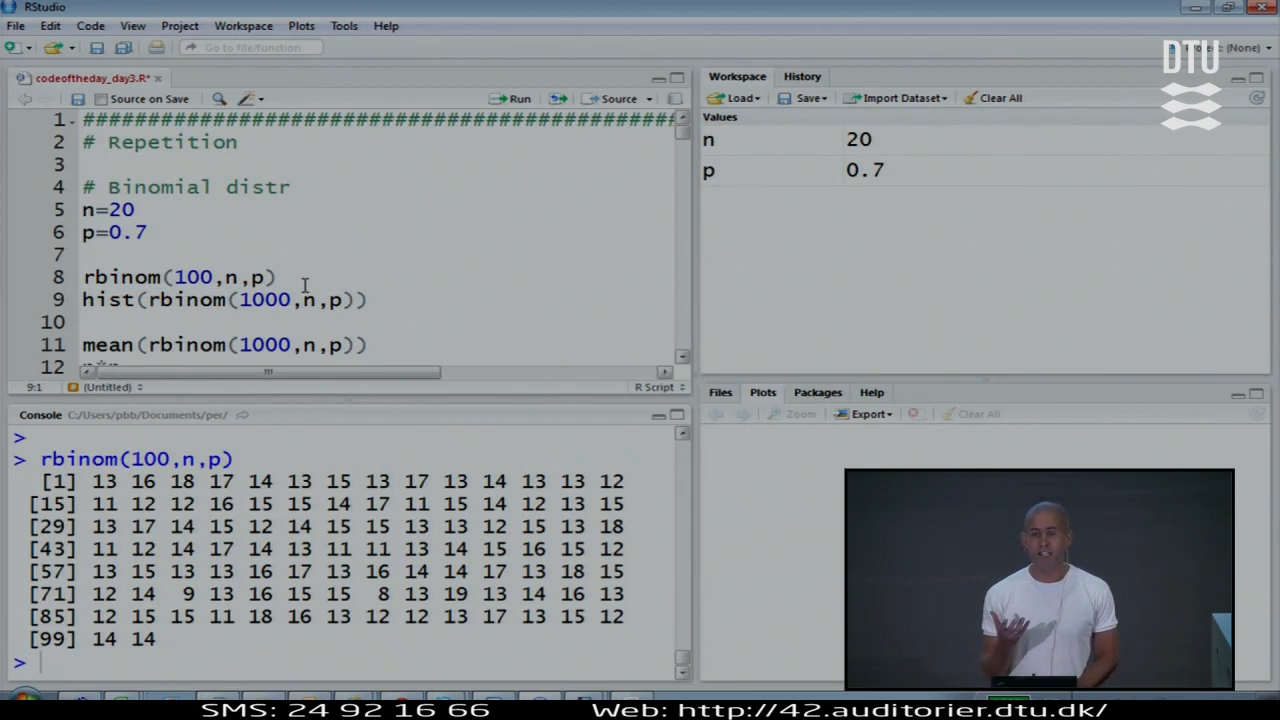 RStudio
File Edit Code View Project Workspace Plots Tools Help
Go to file/function
Project: (None)
DTU
codeoftheday_day3.R*
Source on Save Run Source
1 ##############################################
2 # Repetition
3
4 # Binomial distr
5 n=20
6 p=0.7
7
8 rbinom(100,n,p)
9 hist(rbinom(1000,n,p))
10
11 mean(rbinom(1000,n,p))
12 n*p
9:1 (Untitled) R Script
Console C:/Users/pbb/Documents/per/
>
> rbinom(100,n,p)
[1] 13 16 18 17 14 13 15 13 17 13 14 13 13 12
[15] 11 12 12 16 15 15 14 17 11 15 14 12 13 15
[29] 13 17 14 15 12 14 15 15 13 13 12 15 13 18
[43] 11 12 14 17 14 13 11 11 13 14 15 16 15 12
[57] 13 15 13 13 16 17 13 16 14 14 17 13 18 15
[71] 12 14 9 13 16 15 15 8 13 19 13 14 16 13
[85] 12 15 15 11 18 16 13 12 12 13 17 13 15 12
[99] 14 14
>
Workspace History
Load Save Import Dataset Clear All
Values
n 20
p 0.7
Files Plots Packages Help
Zoom Export Clear All
SMS: 24 92 16 66 Web: http://42.auditorier.dtu.dk/